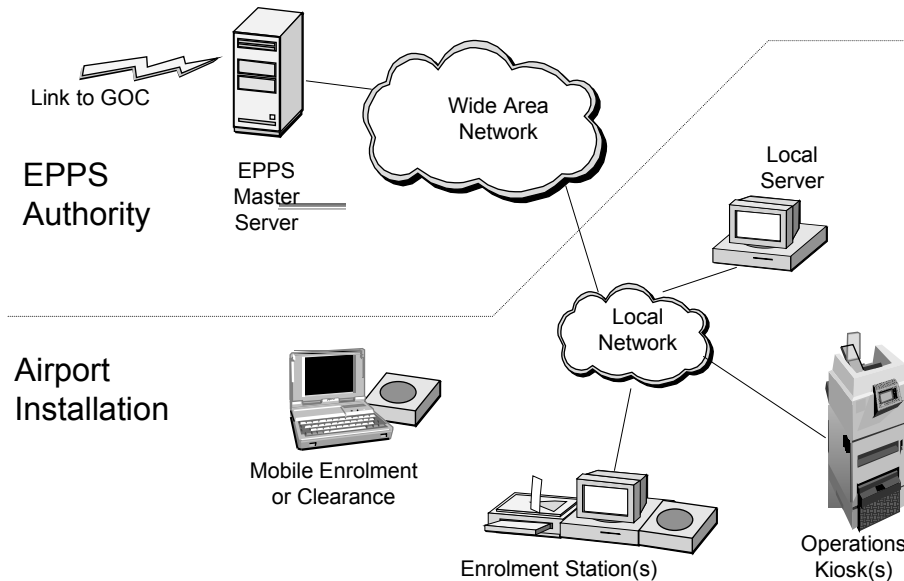 Link to GOC
EPPS
Authority
EPPS
Master
Server
Wide Area
Network
Local
Server
Local
Network
Airport
Installation
Mobile Enrolment
or Clearance
Enrolment Station(s)
Operations
Kiosk(s)